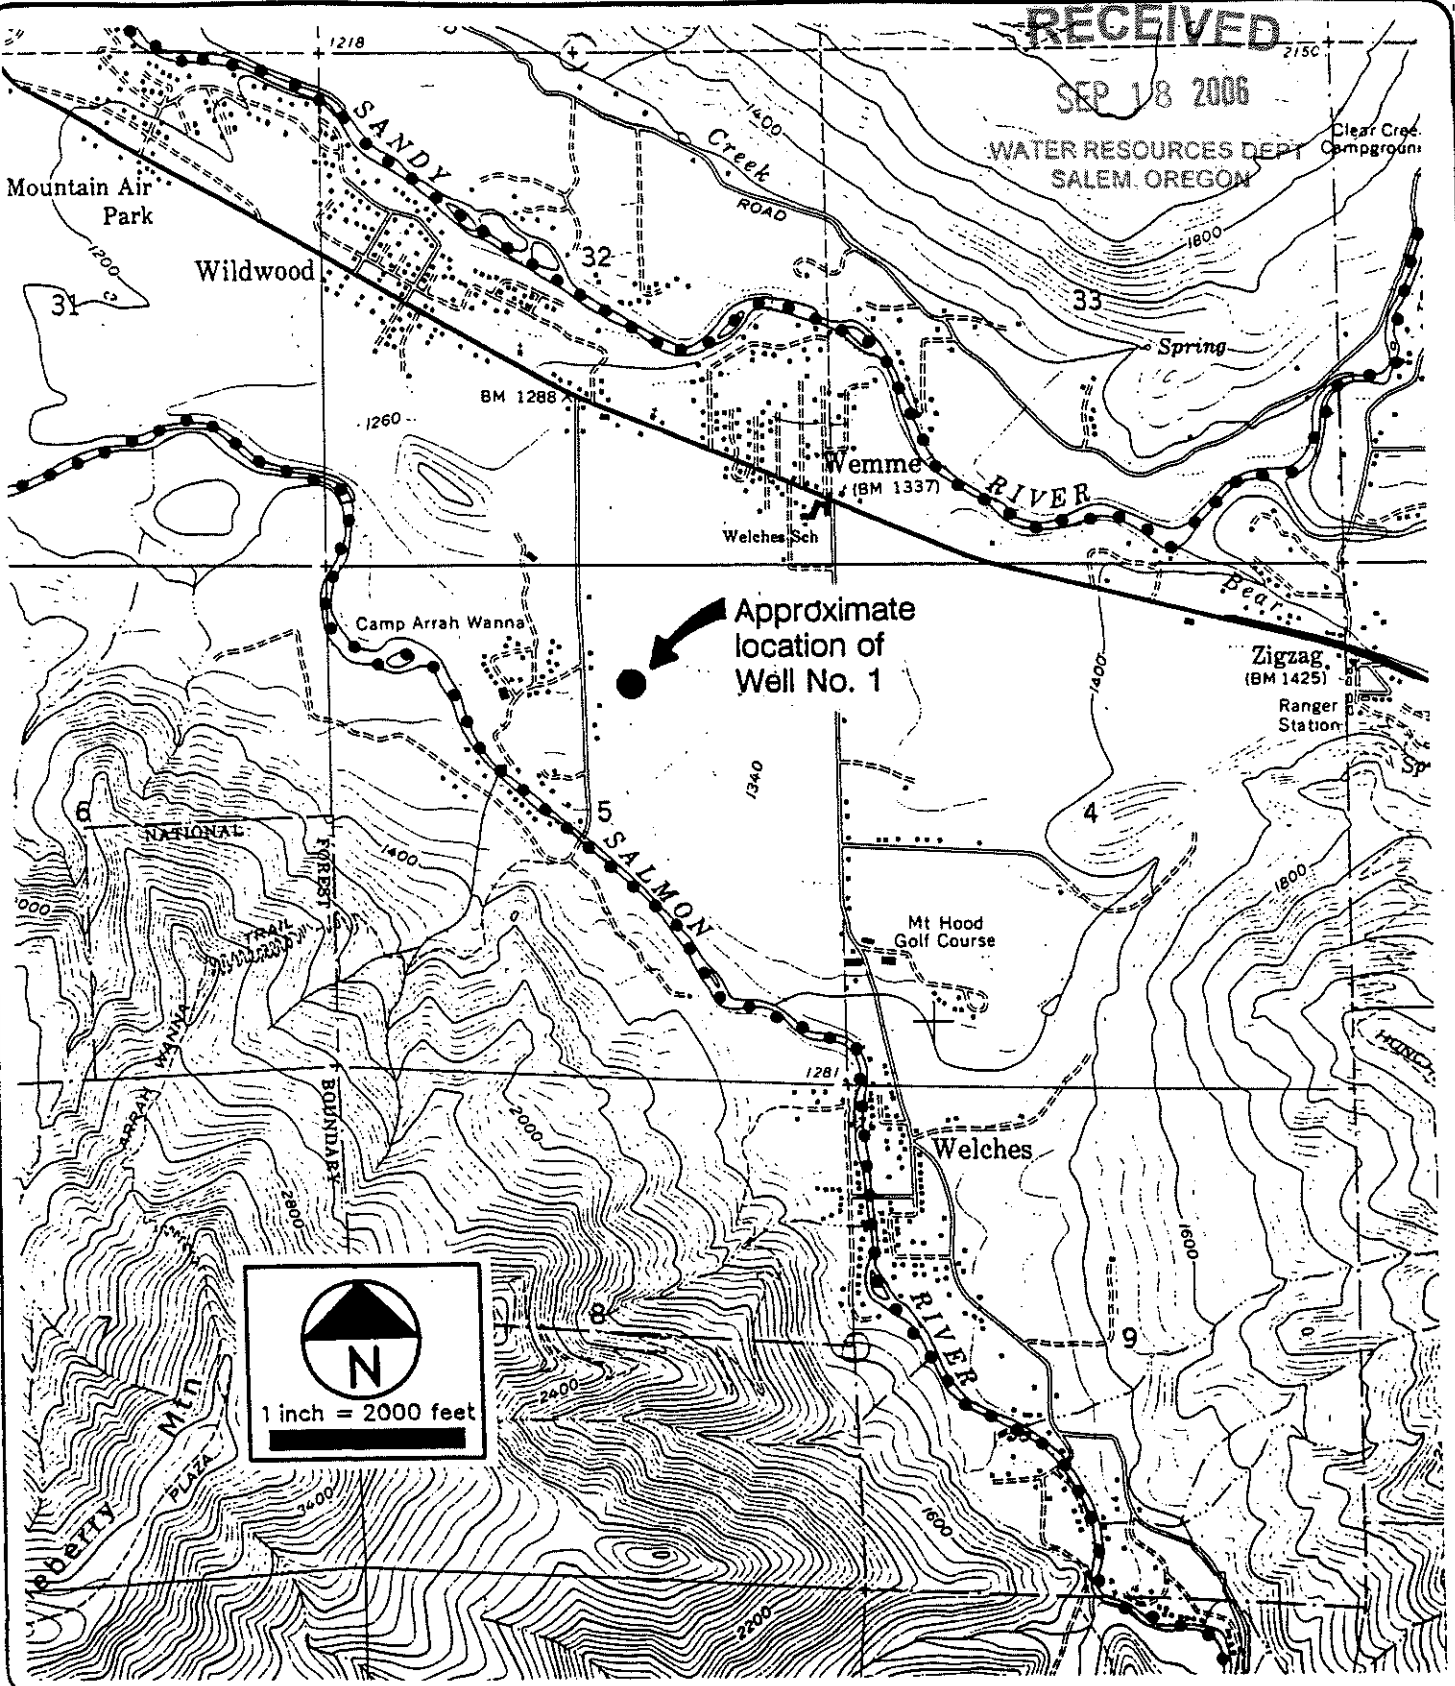 RECEIVED
SEP 18 2006
WATER RESOURCES DEPT
SALEM, OREGON
1218
2150
SANDY
Creek
1400
ROAD
Clear Cree
Campground
Mountain Air
Park
1200
Wildwood
31
32
33
1800
Spring
BM 1288
1260
Wemme
(BM 1337)
RIVER
Welches Sch
Bear
Camp Arrah Wanna
Approximate
location of
Well No. 1
1400
Zigzag
(BM 1425)
Ranger
Station
Sp
1340
6
5
4
NATIONAL
FOREST
BOUNDARY
1400
SALMON
1800
000
TRAIL
Mt Hood
Golf Course
ARRAH WANNA
1281
2000
Welches
2800
1600
RIVER
8
9
N
1 inch = 2000 feet
2400
Mtn
PLAZA
eberry
3400
1600
2200